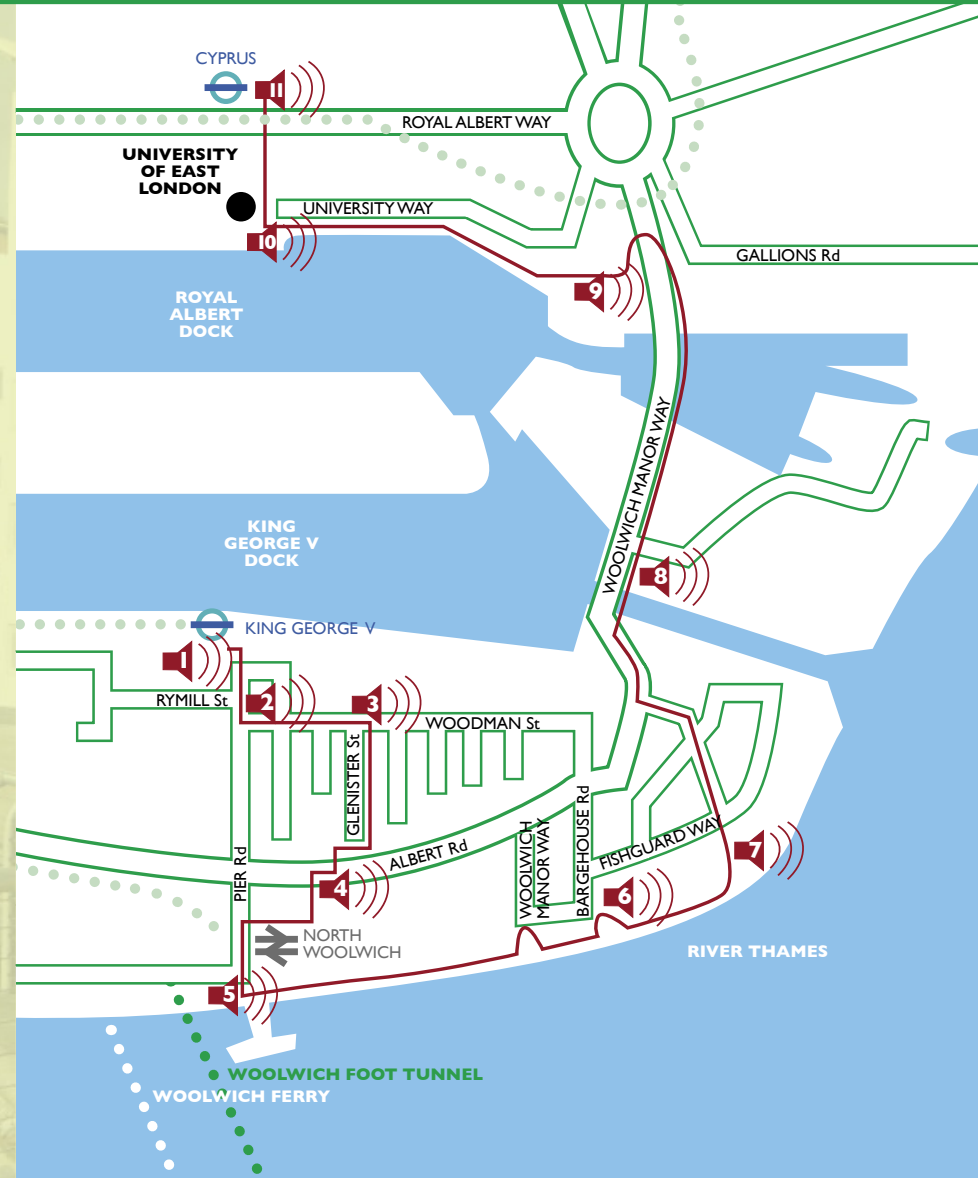 CYPRUS
11
ROYAL ALBERT WAY
UNIVERSITY
OF EAST
LONDON
UNIVERSITY WAY
10
GALLIONS Rd
9
ROYAL
ALBERT
DOCK
WOOLWICH MANOR WAY
KING
GEORGE V
DOCK
8
KING GEORGE V
1
RYMILL St
2
3
WOODMAN St
GLENISTER St
ALBERT Rd
PIER Rd
4
WOOLWICH
MANOR WAY
BARGEHOUSE Rd
FISHGUARD WAY
7
6
NORTH
WOOLWICH
RIVER THAMES
5
WOOLWICH FOOT TUNNEL
WOOLWICH FERRY